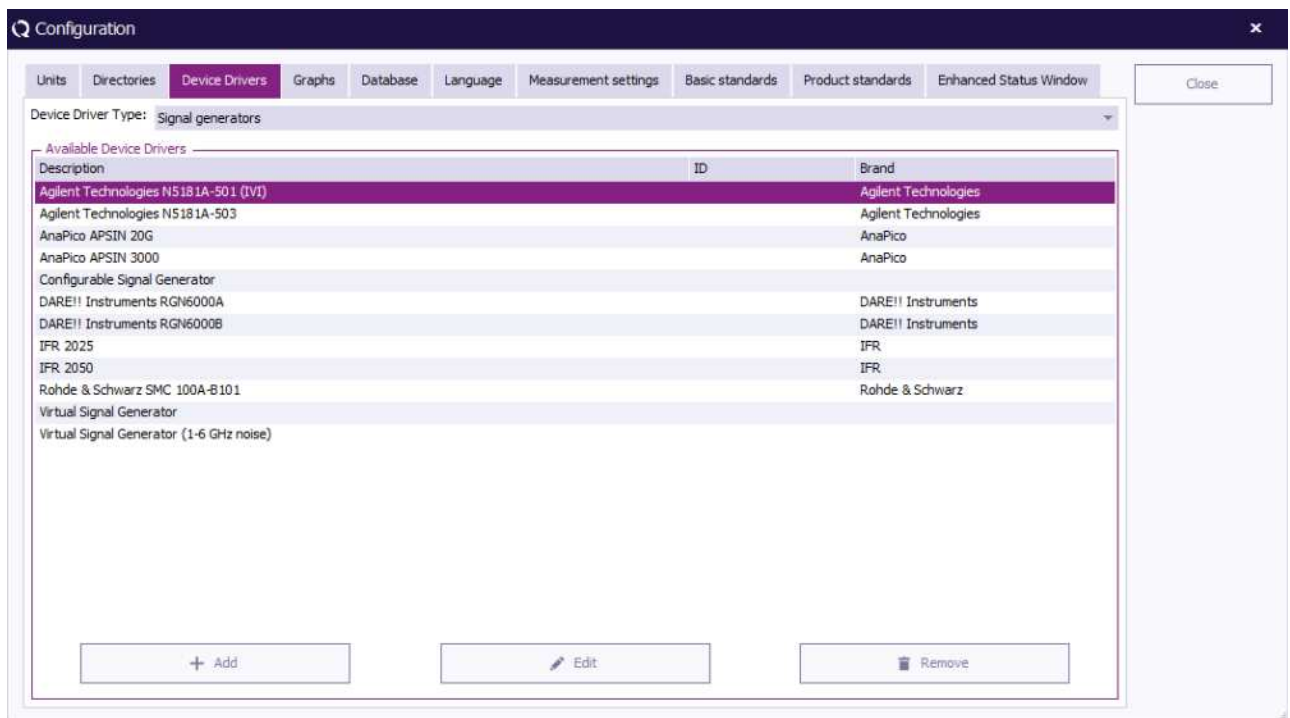 Configuration
Units Directories Device Drivers Graphs Database Language Measurement settings Basic standards Product standards Enhanced Status Window Close
Device Driver Type: Signal generators
Available Device Drivers
Description ID Brand
Agilent Technologies N5181A-501 (IVI) Agilent Technologies
Agilent Technologies N5181A-503 Agilent Technologies
AnaPico APSIN 20G AnaPico
AnaPico APSIN 3000 AnaPico
Configurable Signal Generator
DARE!! Instruments RGN6000A DARE!! Instruments
DARE!! Instruments RGN6000B DARE!! Instruments
IFR 2025 IFR
IFR 2050 IFR
Rohde & Schwarz SMC 100A-B101 Rohde & Schwarz
Virtual Signal Generator
Virtual Signal Generator (1-6 GHz noise)
Add Edit Remove